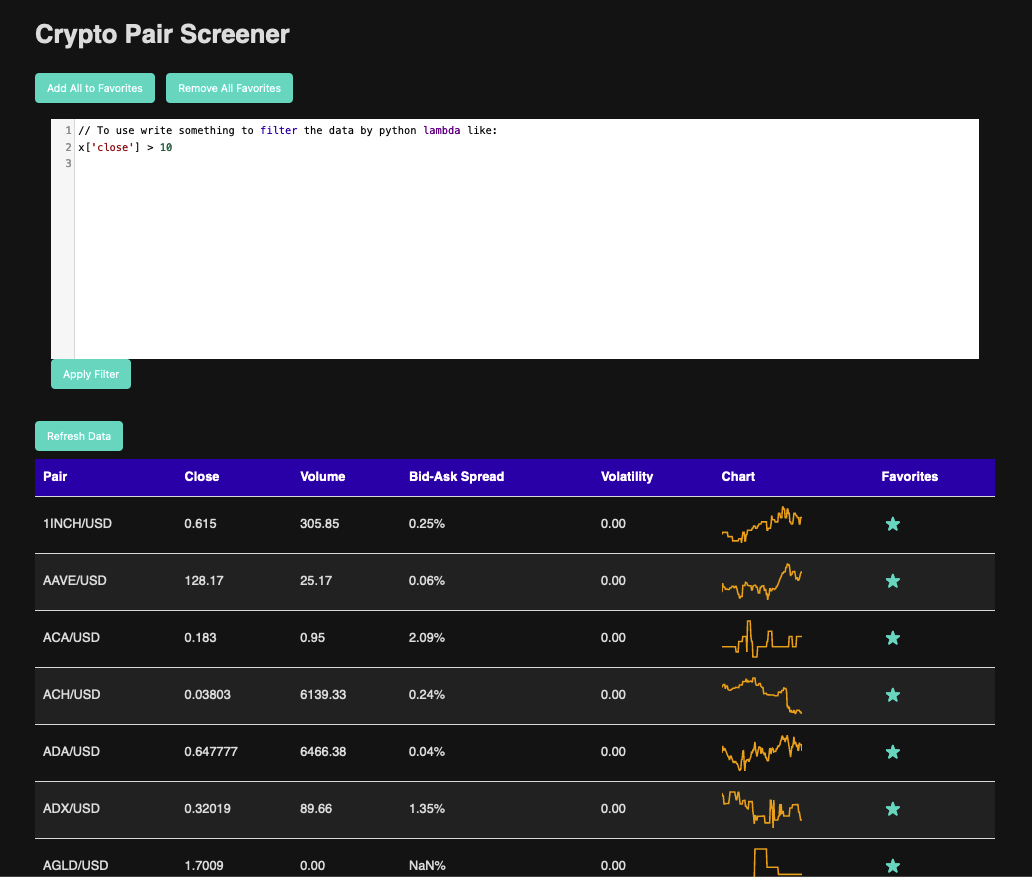 Crypto Pair Screener
Add All to Favorites Remove All Favorites
1 // To use write something to filter the data by python lambda like:
2 x['close'] > 10
3
Apply Filter
Refresh Data
Pair Close Volume Bid-Ask Spread Volatility Chart Favorites
1INCH/USD 0.615 305.85 0.25% 0.00
AAVE/USD 128.17 25.17 0.06% 0.00
ACA/USD 0.183 0.95 2.09% 0.00
ACH/USD 0.03803 6139.33 0.24% 0.00
ADA/USD 0.647777 6466.38 0.04% 0.00
ADX/USD 0.32019 89.66 1.35% 0.00
AGLD/USD 1.7009 0.00 NaN% 0.00